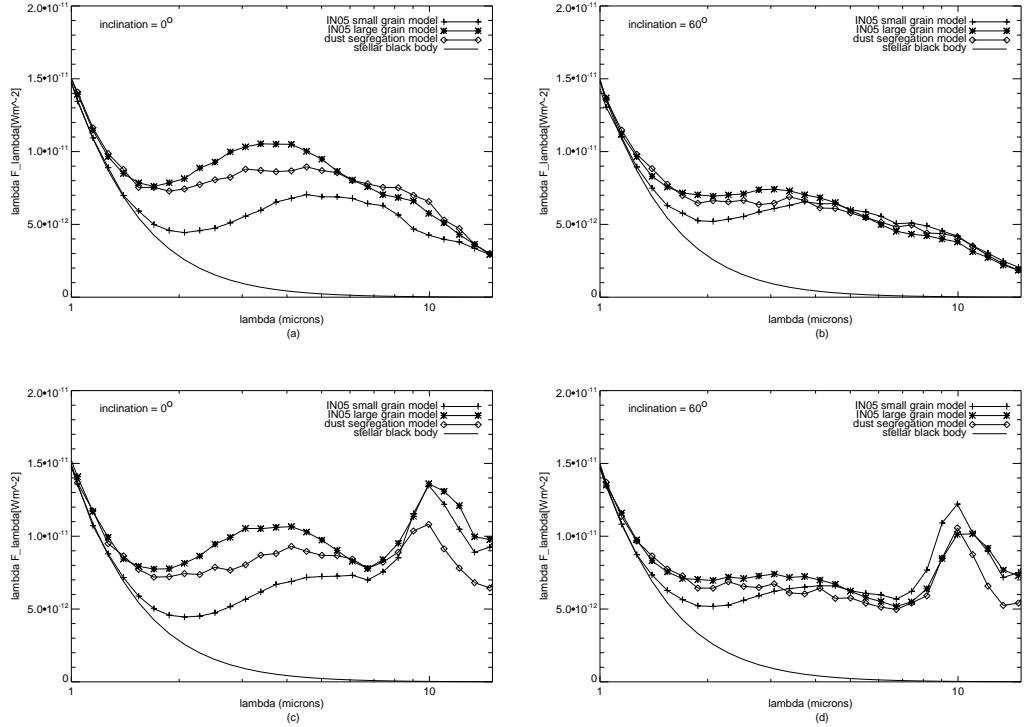 2.0•10⁻¹¹
inclination = 0°
IN05 small grain model
IN05 large grain model
dust segregation model
stellar black body
1.5•10⁻¹¹
1.0•10⁻¹¹
5.0•10⁻¹²
0
lambda F_lambda[Wm^-2]
1
10
lambda (microns)
(a)
2.0•10⁻¹¹
inclination = 60°
IN05 small grain model
IN05 large grain model
dust segregation model
stellar black body
1.5•10⁻¹¹
1.0•10⁻¹¹
5.0•10⁻¹²
0
lambda F_lambda[Wm^-2]
1
10
lambda (microns)
(b)
2.0•10⁻¹¹
inclination = 0°
IN05 small grain model
IN05 large grain model
dust segregation model
stellar black body
1.5•10⁻¹¹
1.0•10⁻¹¹
5.0•10⁻¹²
0
lambda F_lambda[Wm^-2]
1
10
lambda (microns)
(c)
2.0•10⁻¹¹
inclination = 60°
IN05 small grain model
IN05 large grain model
dust segregation model
stellar black body
1.5•10⁻¹¹
1.0•10⁻¹¹
5.0•10⁻¹²
0
lambda F_lambda[Wm^-2]
1
10
lambda (microns)
(d)